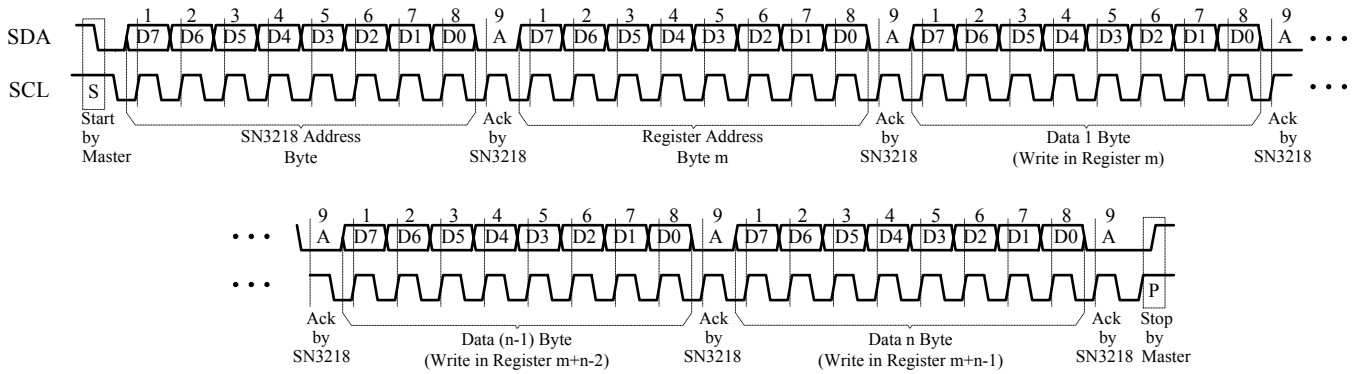 1 2 3 4 5 6 7 8 9 1 2 3 4 5 6 7 8 9 1 2 3 4 5 6 7 8 9
SDA D7 D6 D5 D4 D3 D2 D1 D0 A D7 D6 D5 D4 D3 D2 D1 D0 A D7 D6 D5 D4 D3 D2 D1 D0 A • • •
SCL S • • •
Start by Master
SN3218 Address Byte
Ack by SN3218
Register Address Byte m
Ack by SN3218
Data 1 Byte
(Write in Register m)
Ack by SN3218
9 1 2 3 4 5 6 7 8 9 1 2 3 4 5 6 7 8 9
• • • A D7 D6 D5 D4 D3 D2 D1 D0 A D7 D6 D5 D4 D3 D2 D1 D0 A
• • • P
Ack by SN3218
Data (n-1) Byte
(Write in Register m+n-2)
Ack by SN3218
Data n Byte
(Write in Register m+n-1)
Ack by SN3218
Stop by Master